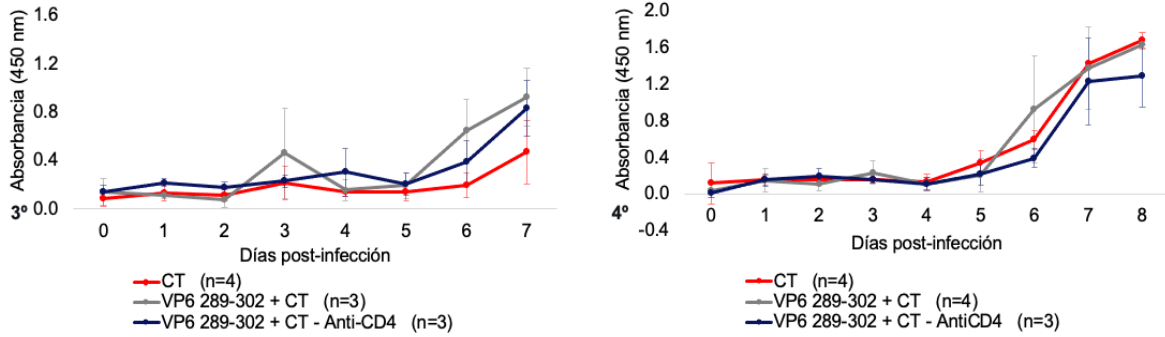 Absorbancia (450 nm)
1.6
1.2
0.8
0.4
0.0
3º
0 1 2 3 4 5 6 7
Días post-infección
CT (n=4)
VP6 289-302 + CT (n=3)
VP6 289-302 + CT - Anti-CD4 (n=3)
Absorbancia (450 nm)
2.0
1.6
1.2
0.8
0.4
0.0
-0.4
4º
0 1 2 3 4 5 6 7 8
Días post-infección
CT (n=4)
VP6 289-302 + CT (n=4)
VP6 289-302 + CT - AntiCD4 (n=3)